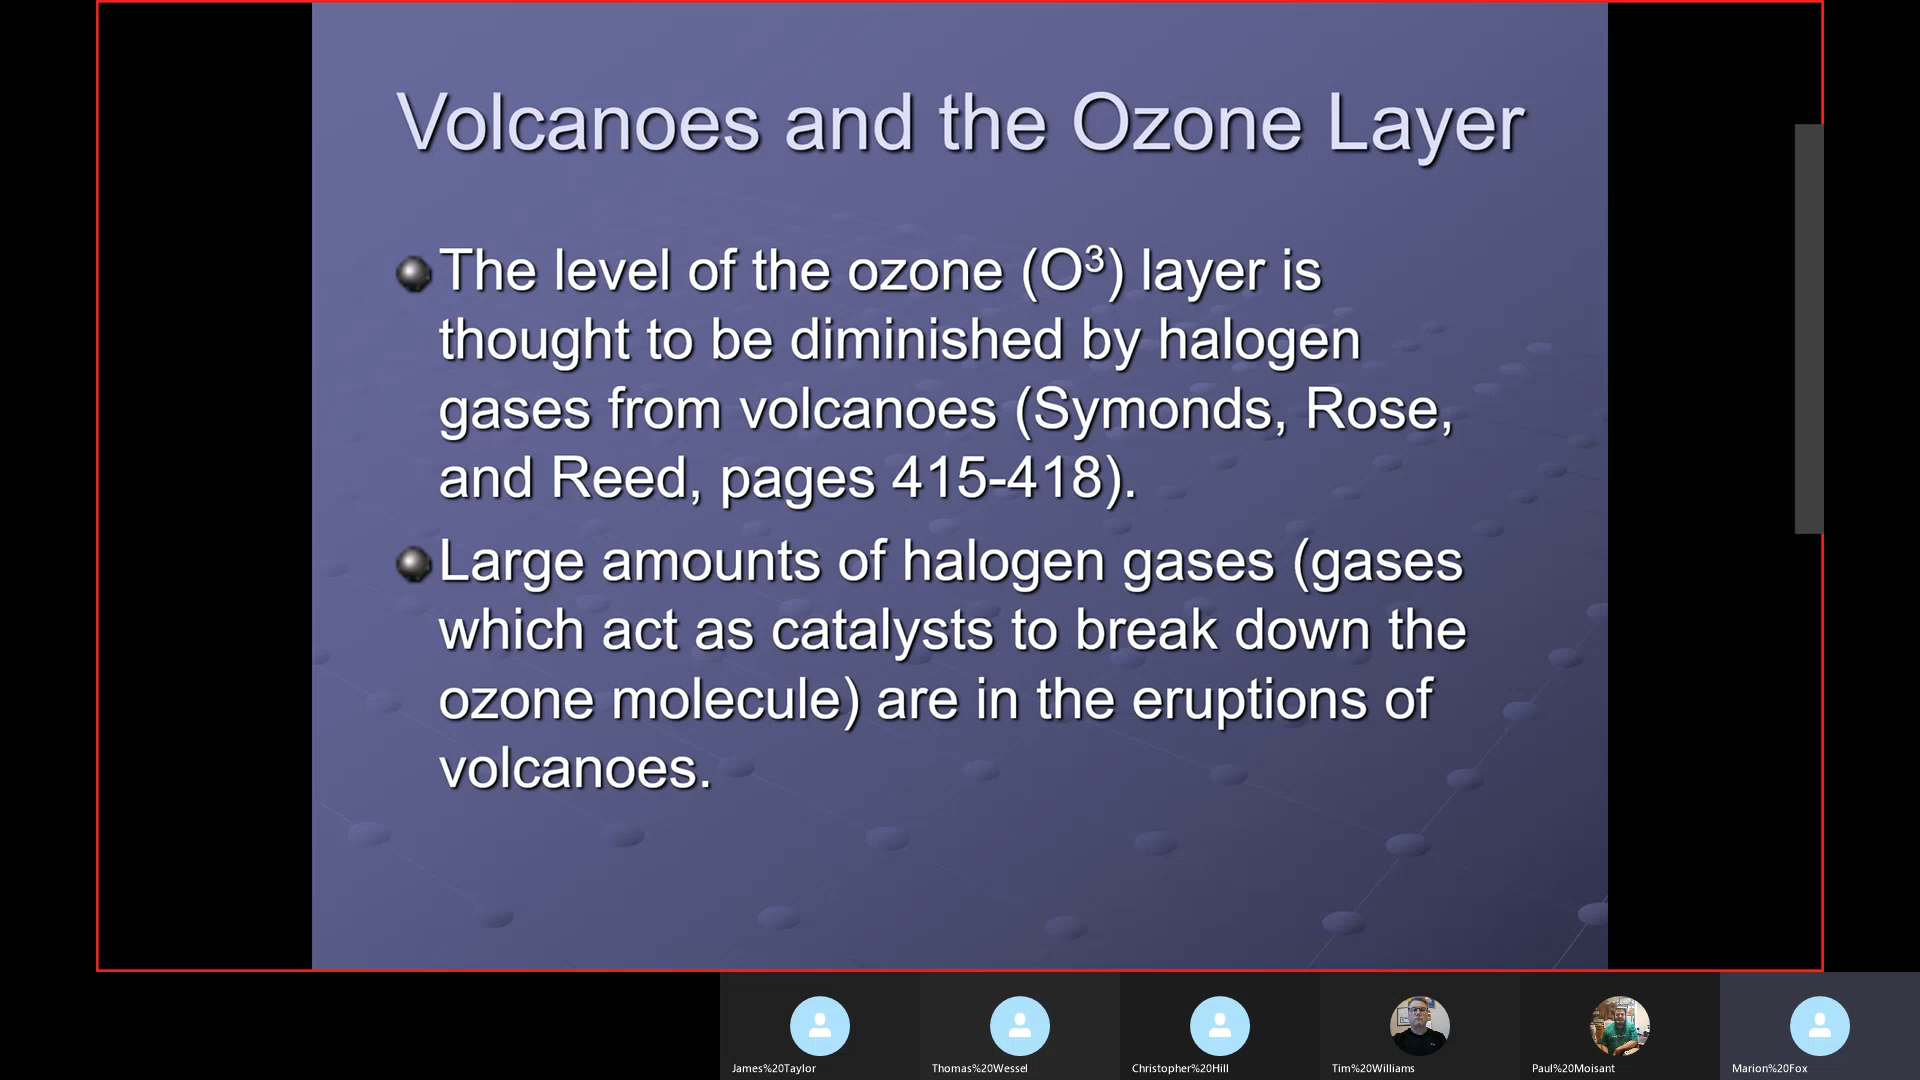 Volcanoes and the Ozone Layer
The level of the ozone (O³) layer is
thought to be diminished by halogen
gases from volcanoes (Symonds, Rose,
and Reed, pages 415-418).
Large amounts of halogen gases (gases
which act as catalysts to break down the
ozone molecule) are in the eruptions of
volcanoes.
James%20Taylor
Thomas%20Wessel
Christopher%20Hill
Tim%20Williams
Paul%20Moisant
Marion%20Fox